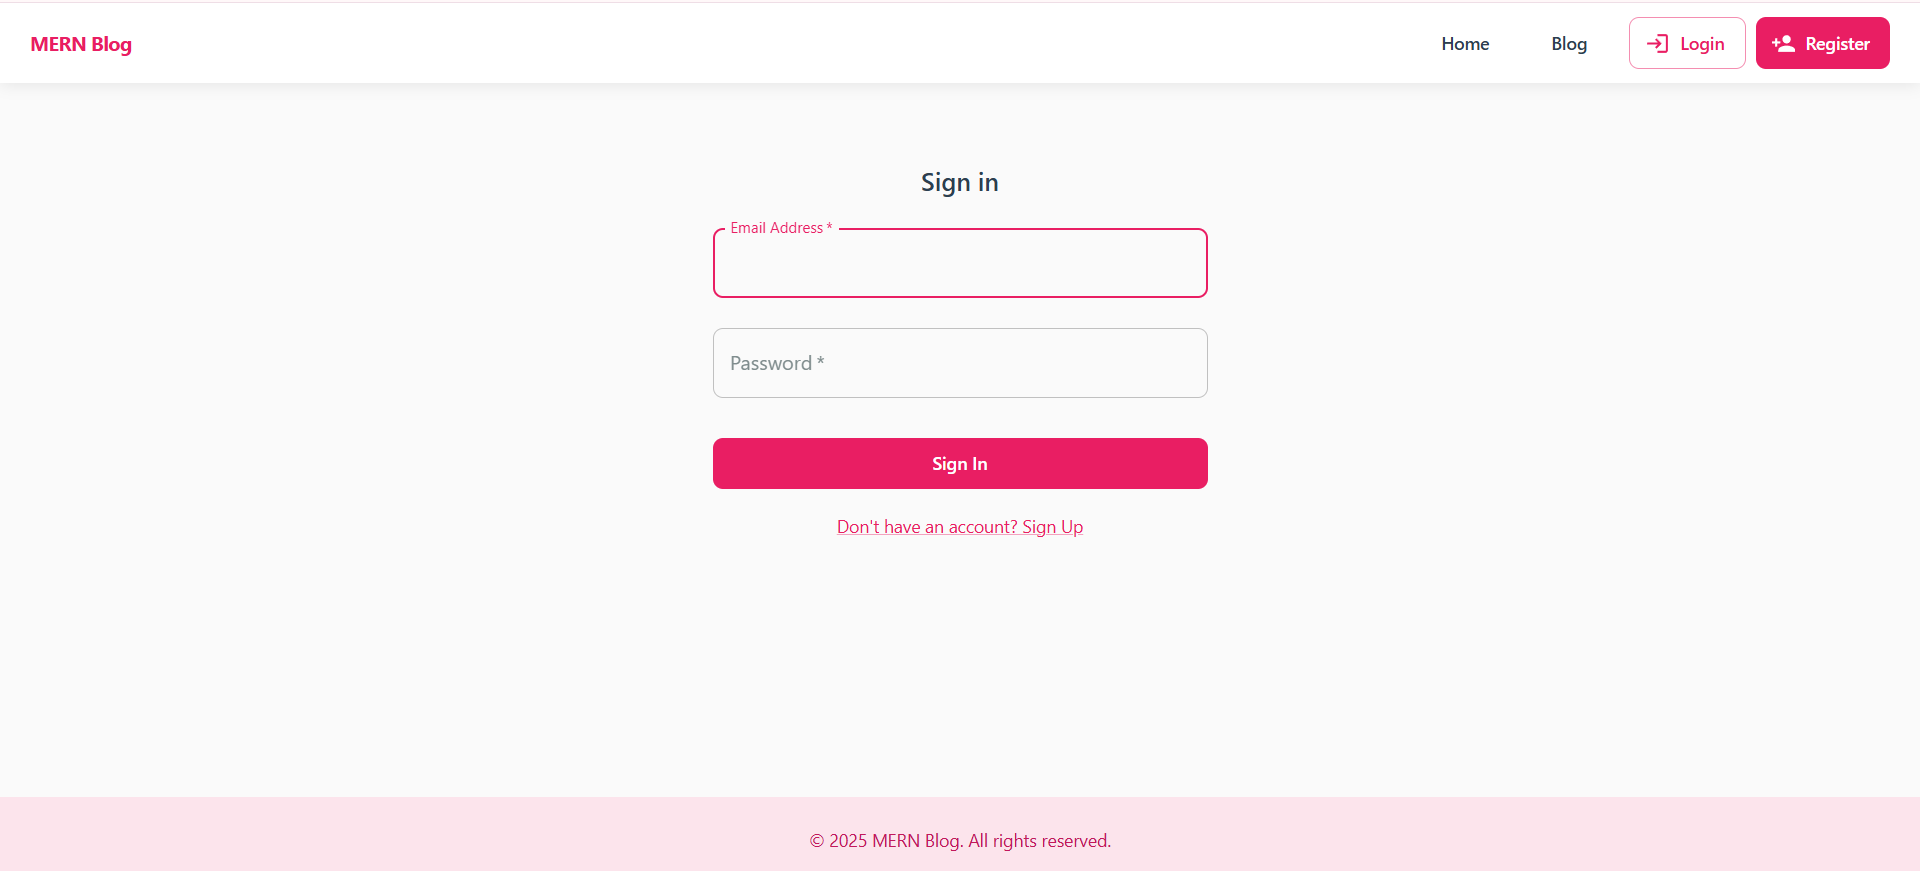 MERN Blog
Home
Blog
Login
Register
Sign in
Email Address *
Password *
Sign In
Don't have an account? Sign Up
© 2025 MERN Blog. All rights reserved.